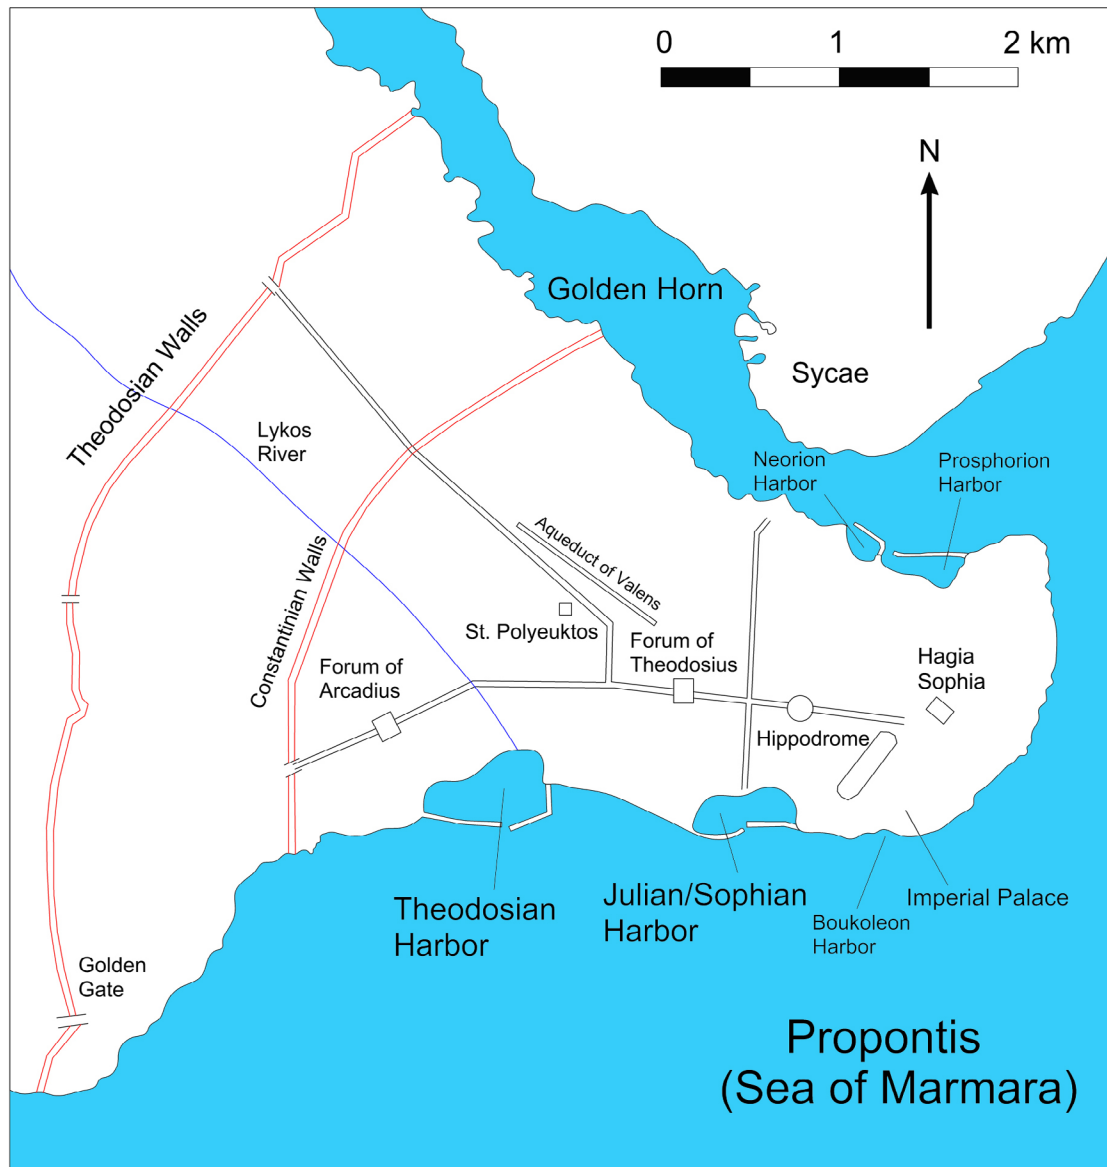 0 1 2 km
N
Golden Horn
Theodosian Walls
Sycae
Lykos
River
Neorion
Harbor
Prosphorion
Harbor
Aqueduct of Valens
Constantinian Walls
St. Polyeuktos
Forum of
Theodosius
Forum of
Arcadius
Hagia
Sophia
Hippodrome
Theodosian
Harbor
Julian/Sophian
Harbor
Imperial Palace
Boukoleon
Harbor
Golden
Gate
Propontis
(Sea of Marmara)